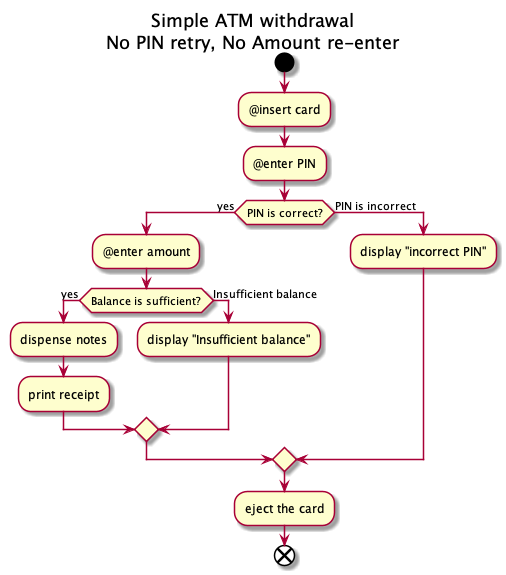 Simple ATM withdrawal
No PIN retry, No Amount re-enter
@insert card
@enter PIN
yes
PIN is correct?
PIN is incorrect
@enter amount
display "incorrect PIN"
yes
Balance is sufficient?
Insufficient balance
dispense notes
display "Insufficient balance"
print receipt
eject the card